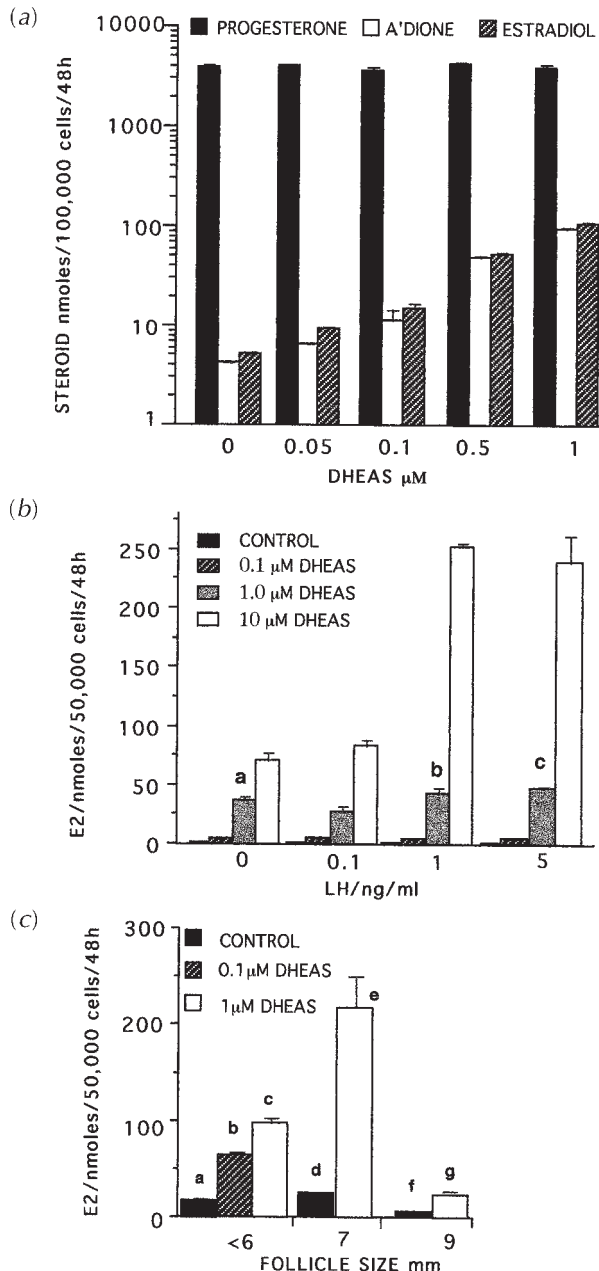 (a)
PROGESTERONE A'DIONE ESTRADIOL
STEROID nmoles/100,000 cells/48h
10000
1000
100
10
1
0 0.05 0.1 0.5 1
DHEAS µM
(b)
CONTROL
0.1 µM DHEAS
1.0 µM DHEAS
10 µM DHEAS
E2/nmoles/50,000 cells/48h
250
200
150
100
50
0
a
b
c
0 0.1 1 5
LH/ng/ml
(c)
CONTROL
0.1µM DHEAS
1µM DHEAS
E2/nmoles/50,000 cells/48h
300
200
100
0
a
b
c
d
e
f
g
<6 7 9
FOLLICLE SIZE mm